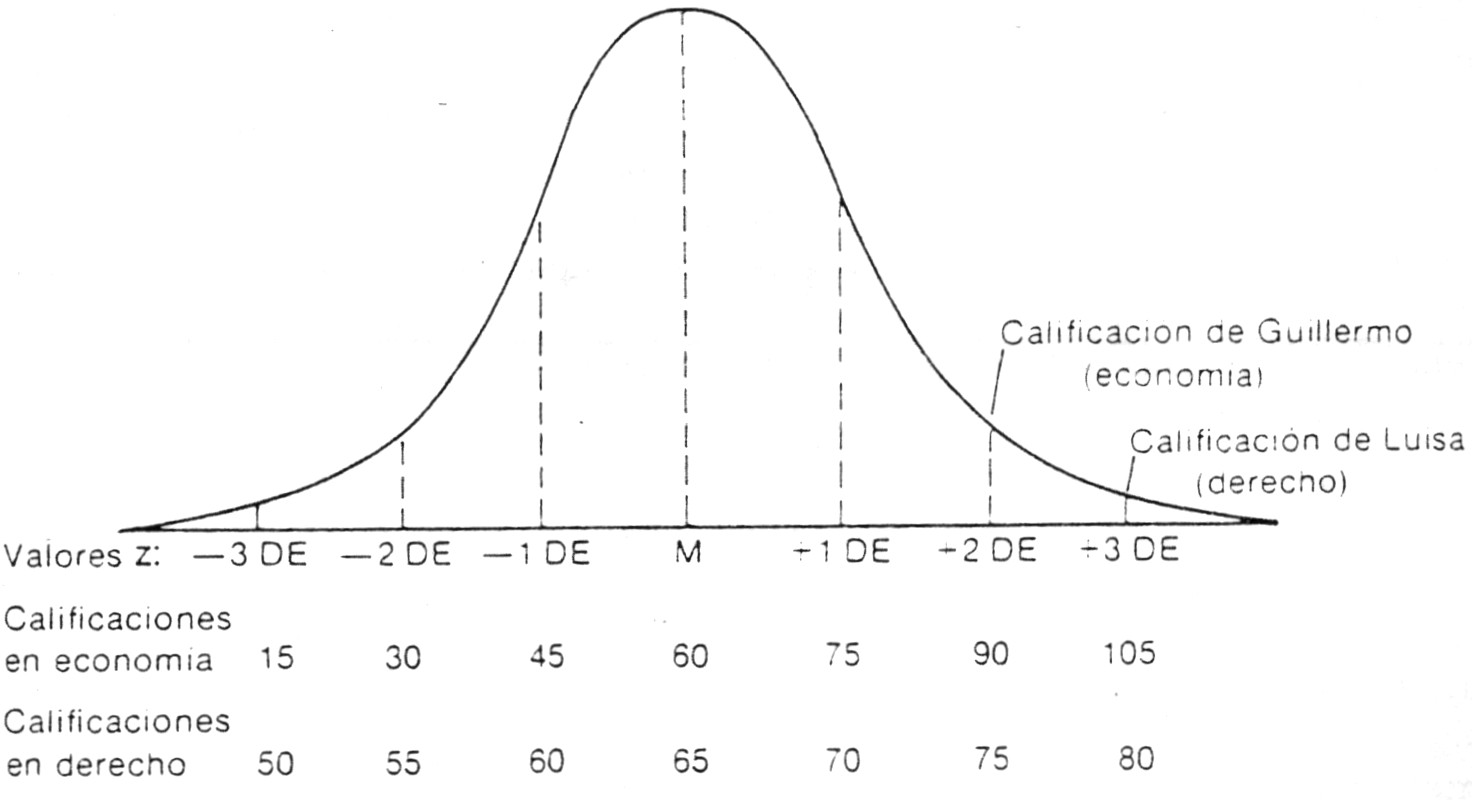 Calificacion de Guillermo
(economia)
Calificación de Luisa
(derecho)
Valores z: —3 DE —2 DE —1 DE M +1 DE +2 DE +3 DE
Calificaciones
en economia 15 30 45 60 75 90 105
Calificaciones
en derecho 50 55 60 65 70 75 80